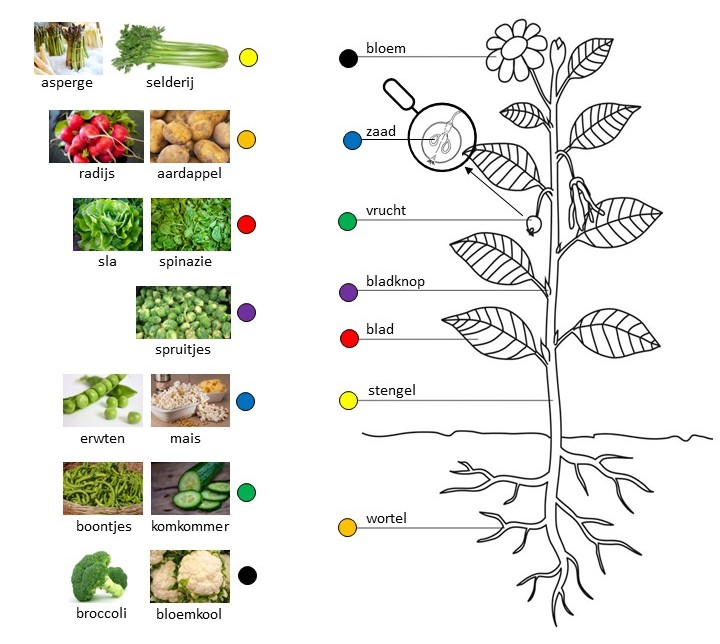 asperge
selderij
radijs
aardappel
sla
spinazie
spruitjes
erwten
mais
boontjes
komkommer
broccoli
bloemkool
bloem
zaad
vrucht
bladknop
blad
stengel
wortel